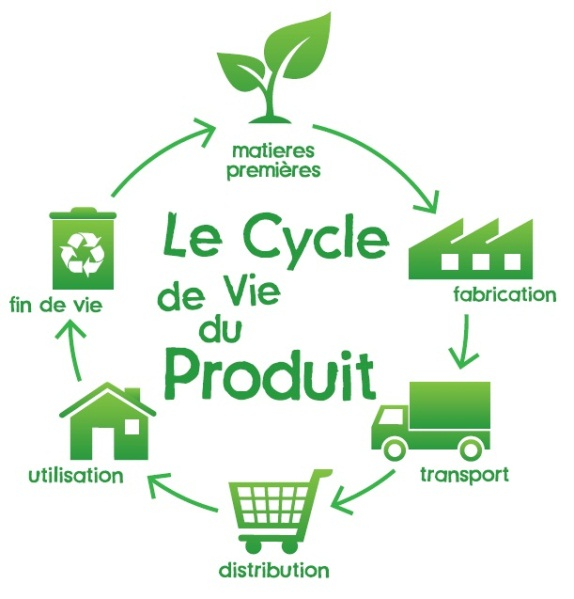 matieres
premières
Le Cycle
de Vie
du
Produit
fabrication
transport
distribution
utilisation
fin de vie